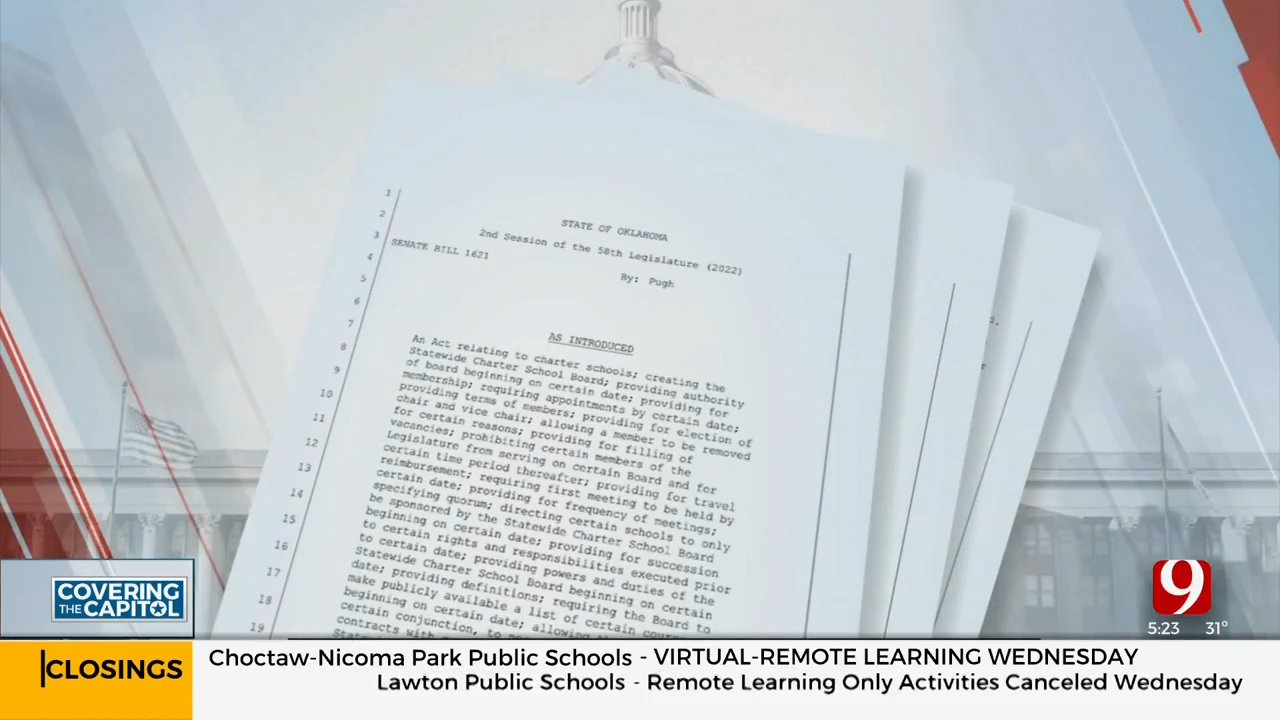 1
2
3
4
5
6
7
8
9
10
11
12
13
14
15
16
17
18
19
STATE OF OKLAHOMA
2nd Session of the 58th Legislature (2022)
SENATE BILL 1621
By: Pugh
AS INTRODUCED
An Act relating to charter schools; creating the
Statewide Charter School Board; providing authority
of board beginning on certain date; providing for
membership; requiring appointments by certain date;
providing terms of members; providing for election of
chair and vice chair; allowing a member to be removed
for certain reasons; providing for filling of
vacancies; prohibiting certain members of the
Legislature from serving on certain Board and for
certain time period thereafter; providing for travel
reimbursement; requiring first meeting to be held by
certain date; providing for frequency of meetings;
specifying quorum; directing certain schools to only
be sponsored by the Statewide Charter School Board
beginning on certain date; providing for succession
to certain rights and responsibilities executed prior
to certain date; providing powers and duties of the
Statewide Charter School Board beginning on certain
date; providing definitions; requiring the Board to
make publicly available a list of certain
beginning on certain date;
certain conjunction, to
contracts
COVERING
THE CAPITOL
9
5:23 31°
CLOSINGS
Choctaw-Nicoma Park Public Schools - VIRTUAL-REMOTE LEARNING WEDNESDAY
Lawton Public Schools - Remote Learning Only Activities Canceled Wednesday